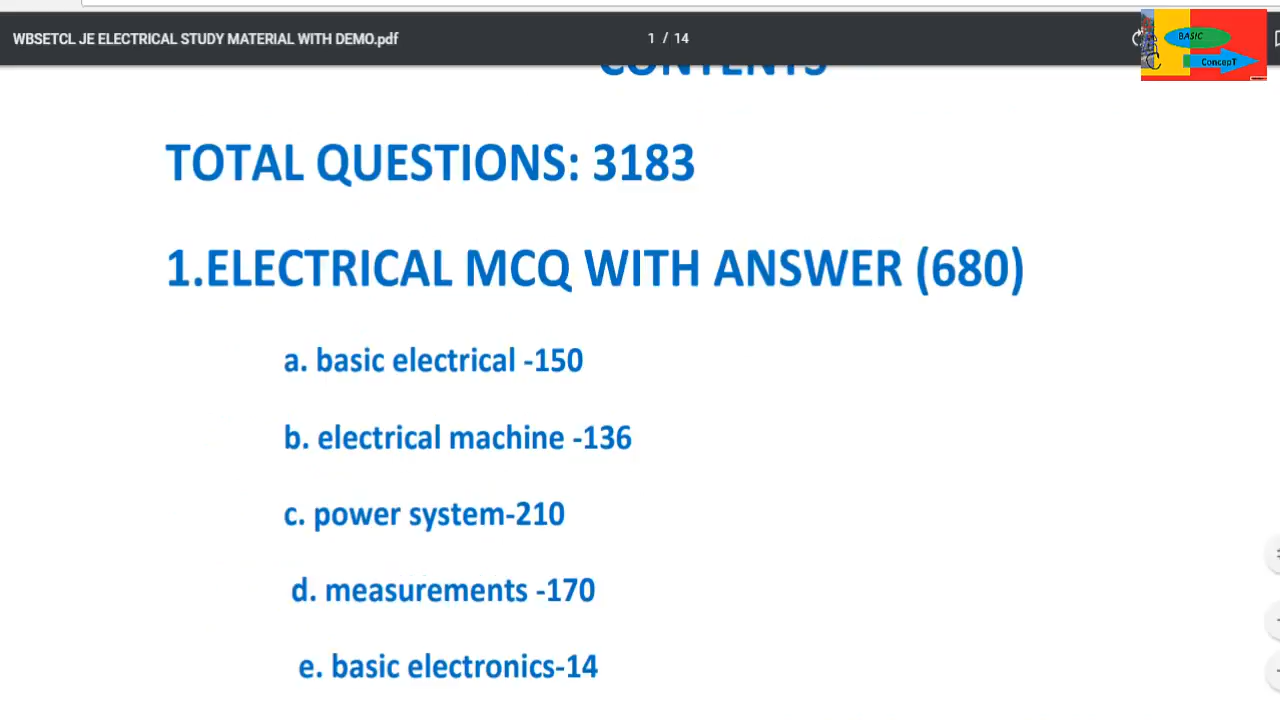 WBSETCL JE ELECTRICAL STUDY MATERIAL WITH DEMO.pdf
1 / 14
BASIC
ConcepT
CONTENTS
TOTAL QUESTIONS: 3183
1.ELECTRICAL MCQ WITH ANSWER (680)
a. basic electrical -150
b. electrical machine -136
c. power system-210
d. measurements -170
e. basic electronics-14